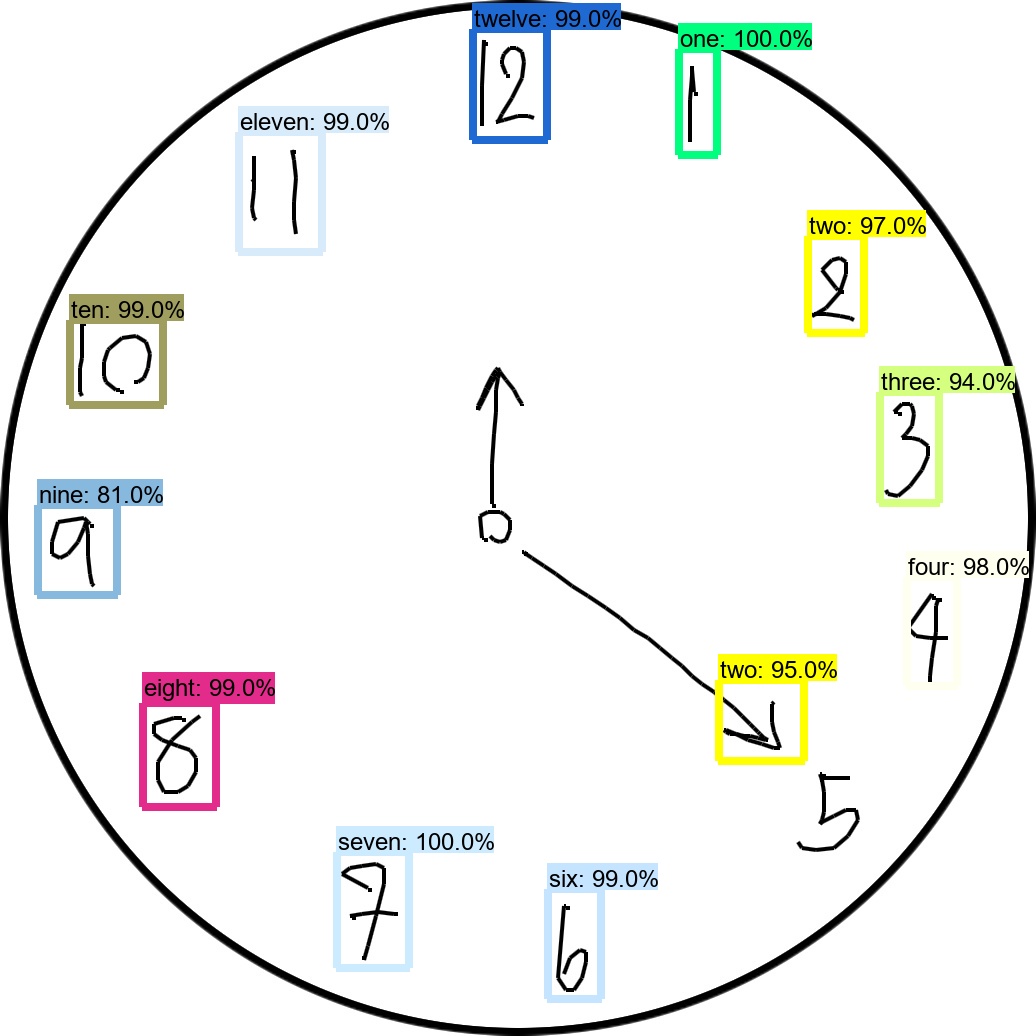 twelve: 99.0%
12
one: 100.0%
1
eleven: 99.0%
11
two: 97.0%
2
ten: 99.0%
10
three: 94.0%
3
nine: 81.0%
9
four: 98.0%
4
two: 95.0%
eight: 99.0%
8
5
seven: 100.0%
7
six: 99.0%
6